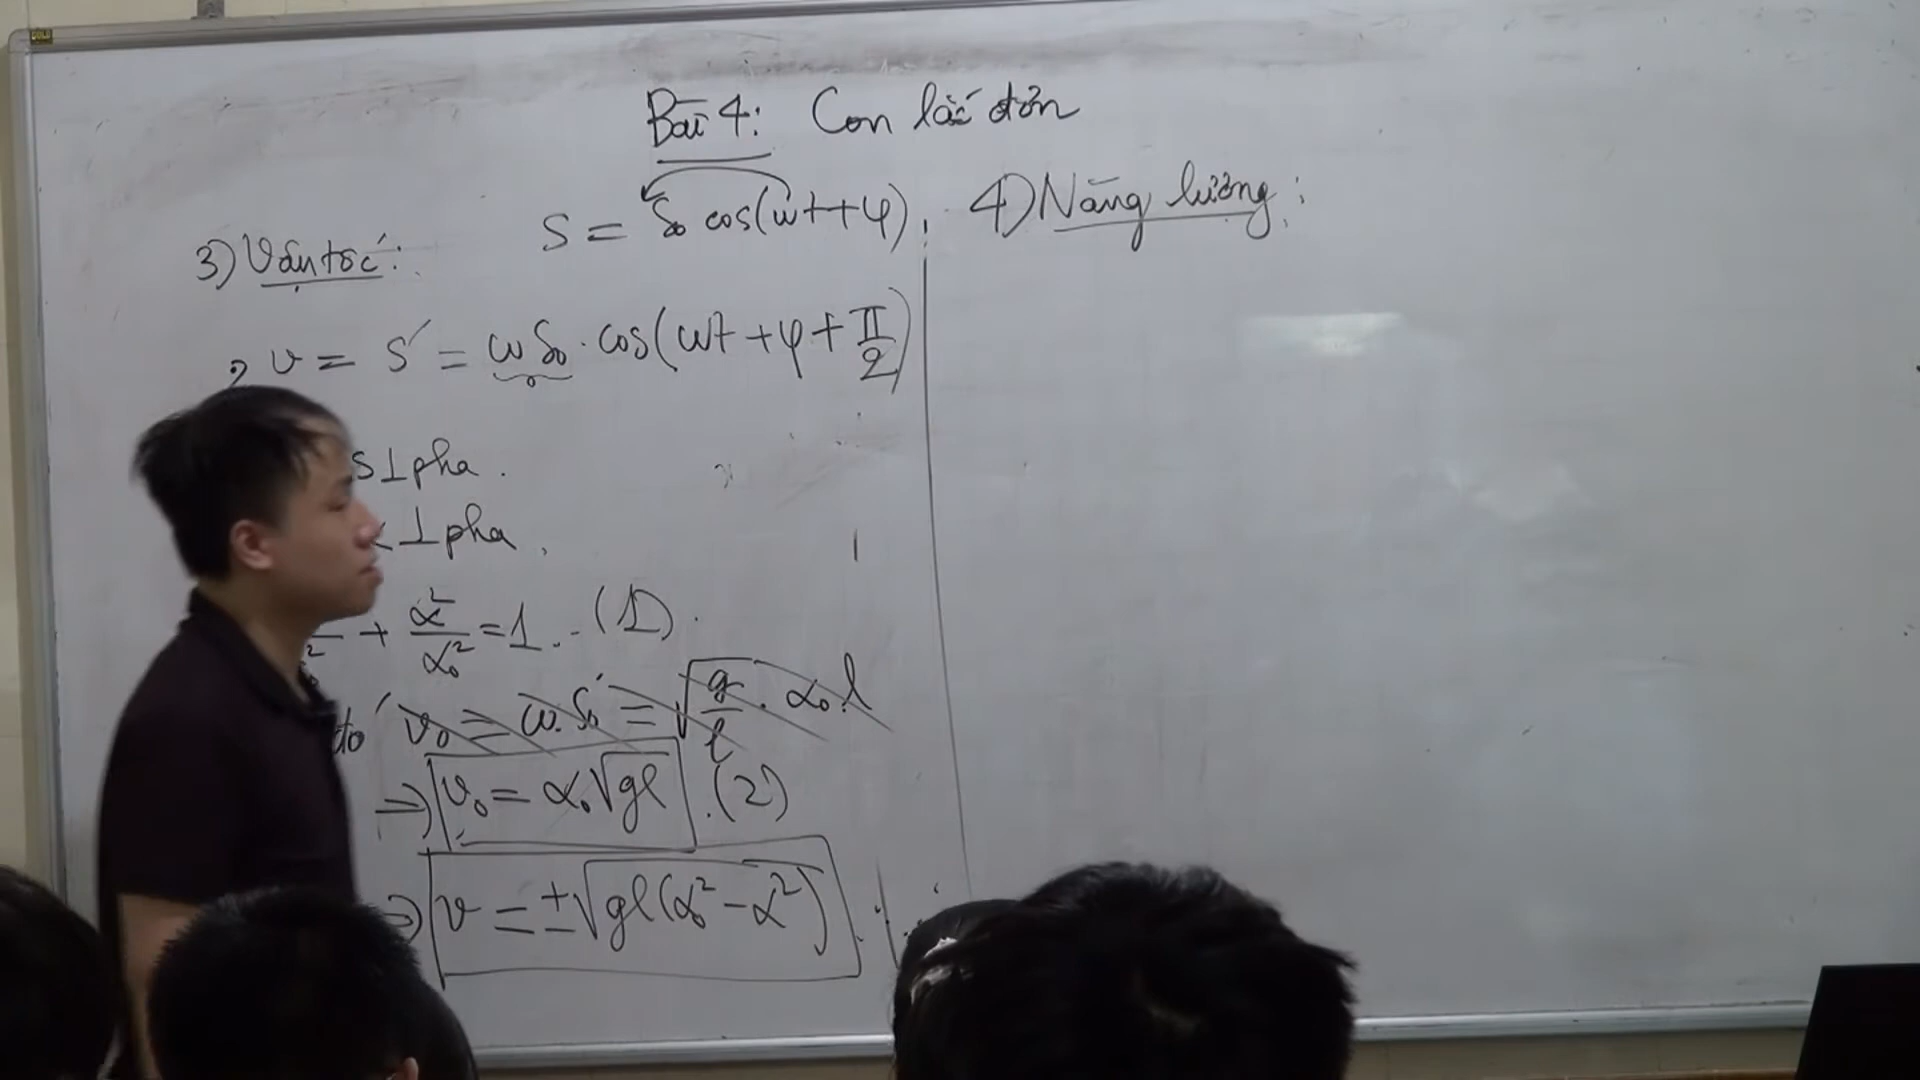 Bài 4: Con lắc đơn
S = S₀ cos(ωt+φ)
3) Vận tốc:
v = S' = ωS₀ · cos(ωt + φ + π/2)
S ⊥ pha.
⊥ pha.
+ α²/α₀² = 1 (1).
đó v₀ = ω.S₀ = √(g/l) . α₀.l
⇒ v₀ = α₀√gl .(2)
⇒ v = ±√gl(α₀² − α²)
4) Năng lượng: